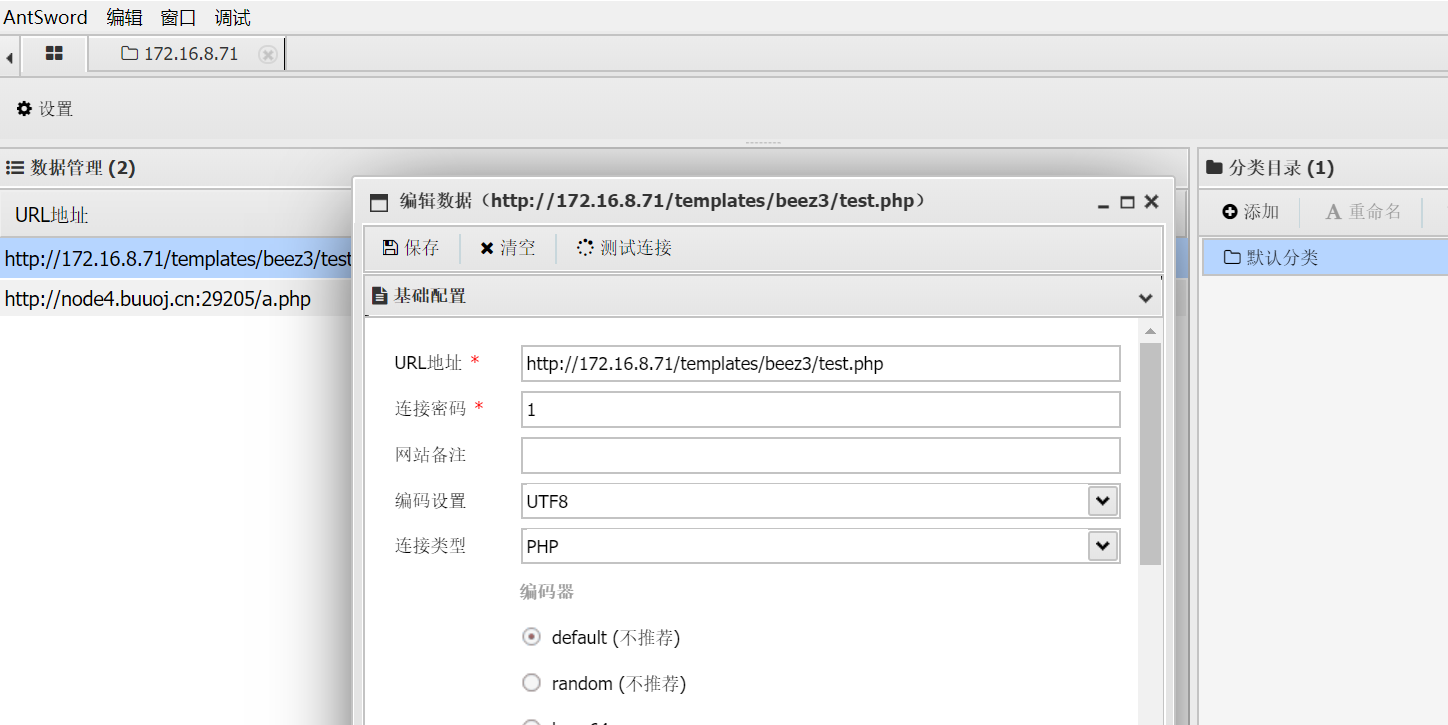 AntSword 编辑 窗口 调试
172.16.8.71
设置
数据管理 (2)
URL地址
http://172.16.8.71/templates/beez3/test
http://node4.buuoj.cn:29205/a.php
编辑数据（http://172.16.8.71/templates/beez3/test.php）
保存 清空 测试连接
基础配置
URL地址 * http://172.16.8.71/templates/beez3/test.php
连接密码 * 1
网站备注
编码设置 UTF8
连接类型 PHP
编码器
default (不推荐)
random (不推荐)
分类目录 (1)
添加 A 重命名
默认分类